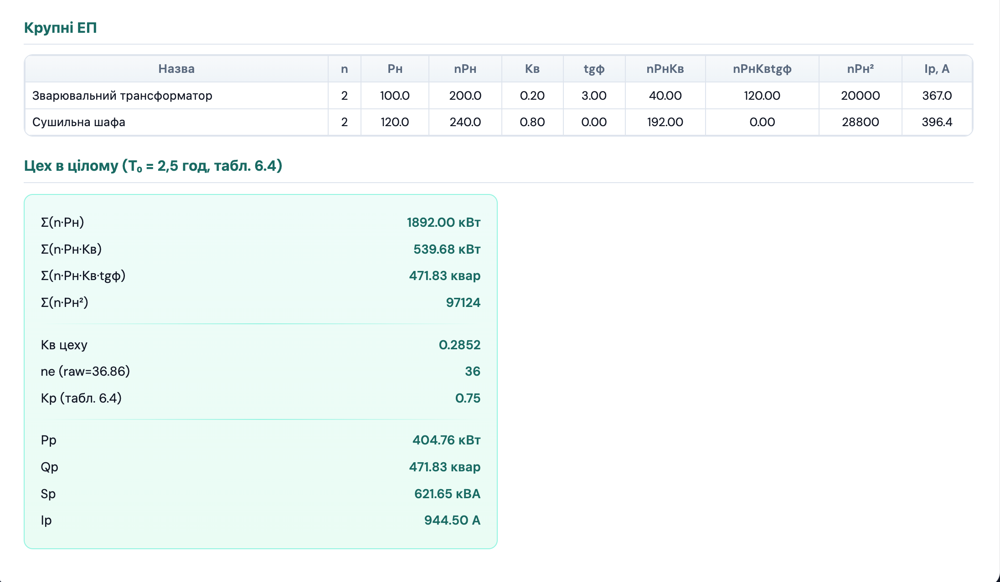 Крупні ЕП
Назва n Рн nРн Кв tgφ nРнКв nРнКвtgφ nРн² Ір, А
Зварювальний трансформатор 2 100.0 200.0 0.20 3.00 40.00 120.00 20000 367.0
Сушильна шафа 2 120.0 240.0 0.80 0.00 192.00 0.00 28800 396.4
Цех в цілому (T₀ = 2,5 год, табл. 6.4)
Σ(n·Рн) 1892.00 кВт
Σ(n·Рн·Кв) 539.68 кВт
Σ(n·Рн·Кв·tgφ) 471.83 квар
Σ(n·Рн²) 97124
Кв цеху 0.2852
ne (raw=36.86) 36
Кр (табл. 6.4) 0.75
Рр 404.76 кВт
Qp 471.83 квар
Sp 621.65 кВА
Ір 944.50 А